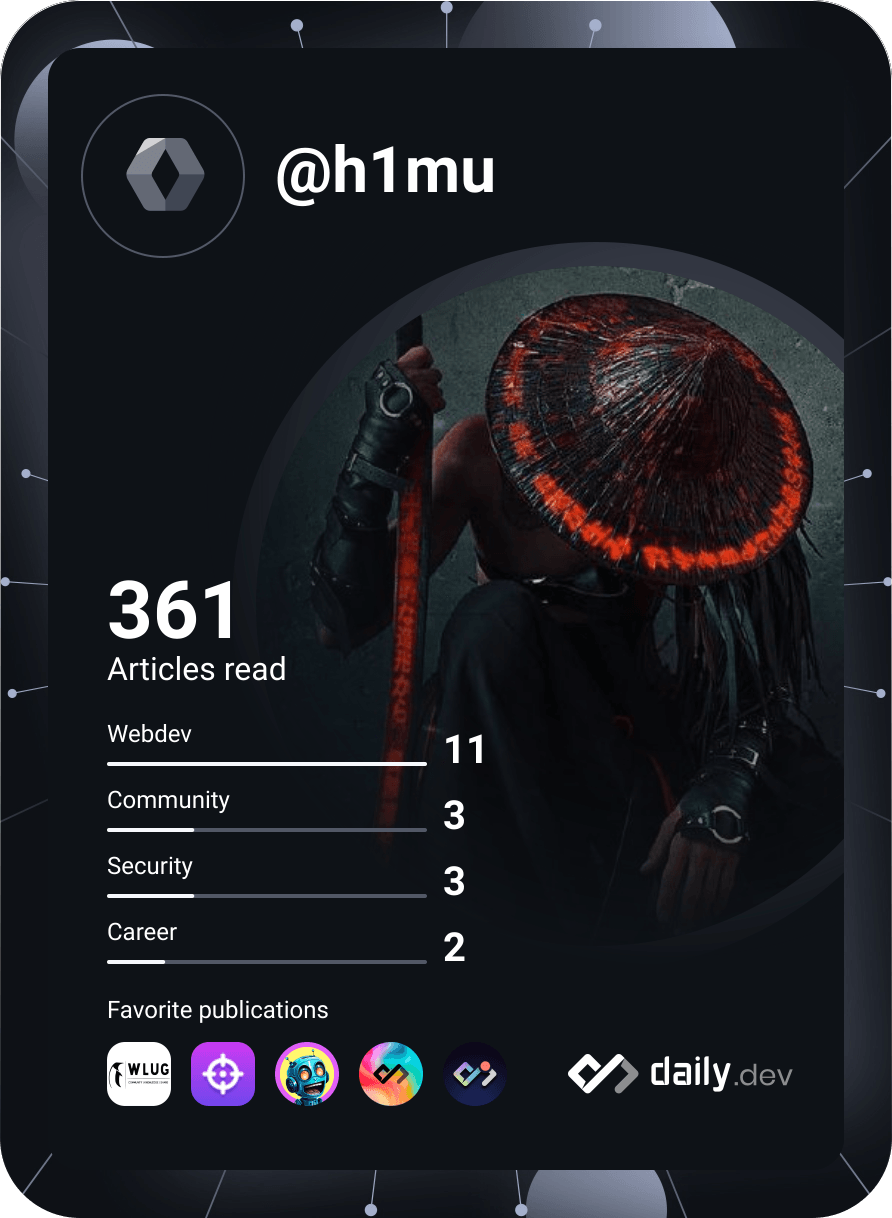 @h1mu
361
Articles read
Webdev
11
Community
3
Security
3
Career
2
Favorite publications
WLUG
daily.dev